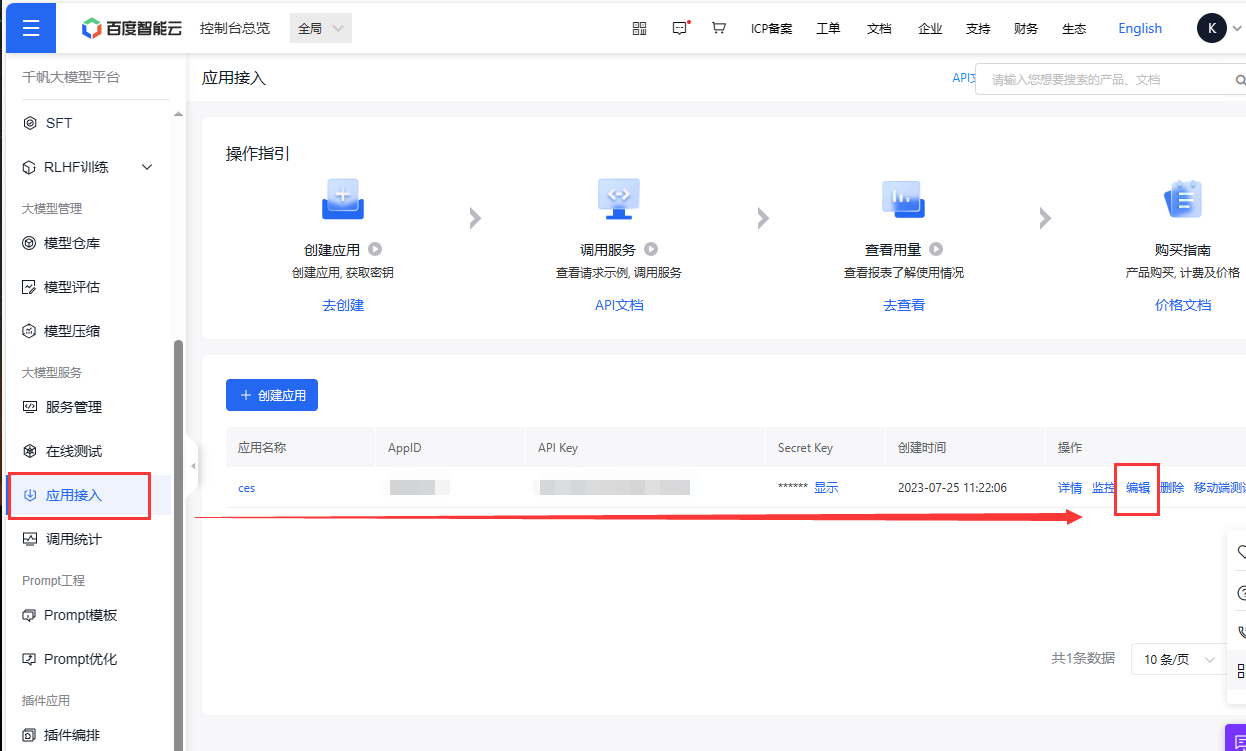 百度智能云 控制台总览 全局 ICP备案 工单 文档 企业 支持 财务 生态 English K
千帆大模型平台
应用接入
API 请输入您想要搜索的产品、文档
SFT
RLHF训练
大模型管理
模型仓库
模型评估
模型压缩
大模型服务
服务管理
在线测试
应用接入
调用统计
Prompt工程
Prompt模板
Prompt优化
插件应用
插件编排
操作指引
创建应用 调用服务 查看用量 购买指南
创建应用, 获取密钥 查看请求示例, 调用服务 查看报表了解使用情况 产品购买, 计费及价格
去创建 API文档 去查看 价格文档
+ 创建应用
应用名称 AppID API Key Secret Key 创建时间 操作
ces ****** 显示 2023-07-25 11:22:06 详情 监控 编辑 删除 移动端测试
共1条数据 10 条/页